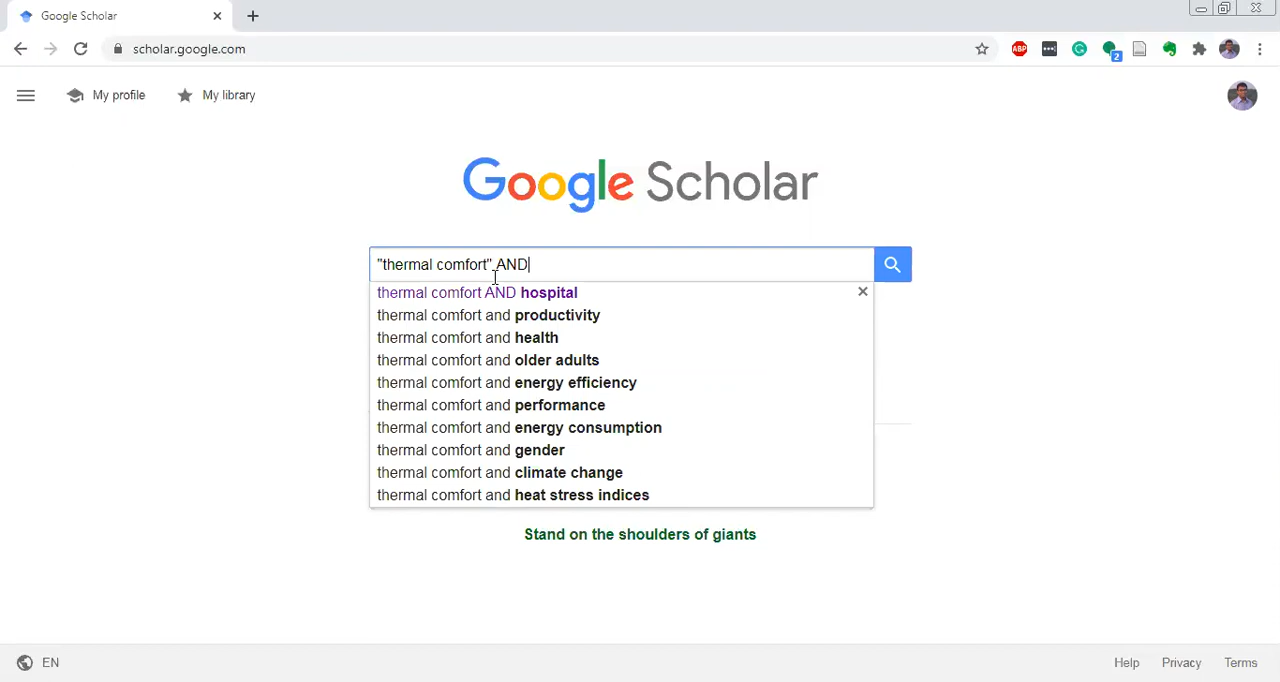 Google Scholar
scholar.google.com
ABP
2
My profile
My library
Google Scholar
"thermal comfort" AND
thermal comfort AND hospital
thermal comfort and productivity
thermal comfort and health
thermal comfort and older adults
thermal comfort and energy efficiency
thermal comfort and performance
thermal comfort and energy consumption
thermal comfort and gender
thermal comfort and climate change
thermal comfort and heat stress indices
Stand on the shoulders of giants
EN
Help Privacy Terms